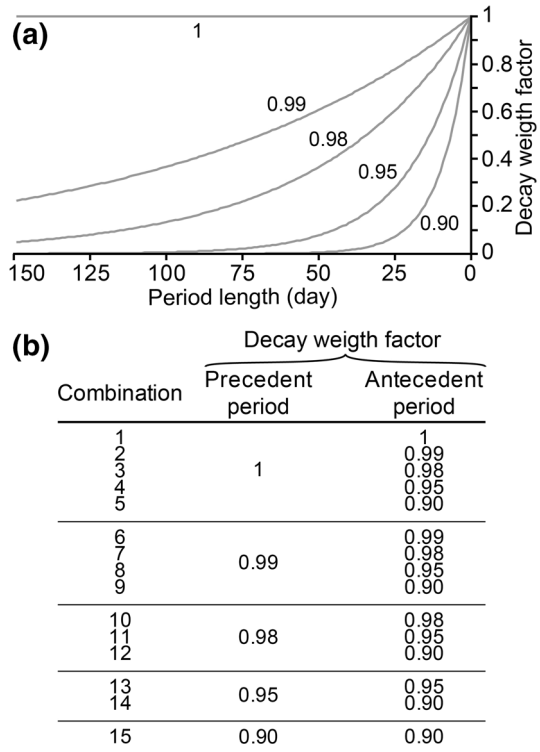 (a)
1
0.99
0.98
0.95
0.90
1
0.8
0.6
0.4
0.2
0
Decay weigth factor
150 125 100 75 50 25 0
Period length (day)
(b)
Decay weigth factor
Combination Precedent period Antecedent period
1 1 1
2 0.99
3 0.98
4 0.95
5 0.90
6 0.99 0.99
7 0.98
8 0.95
9 0.90
10 0.98 0.98
11 0.95
12 0.90
13 0.95 0.95
14 0.90
15 0.90 0.90